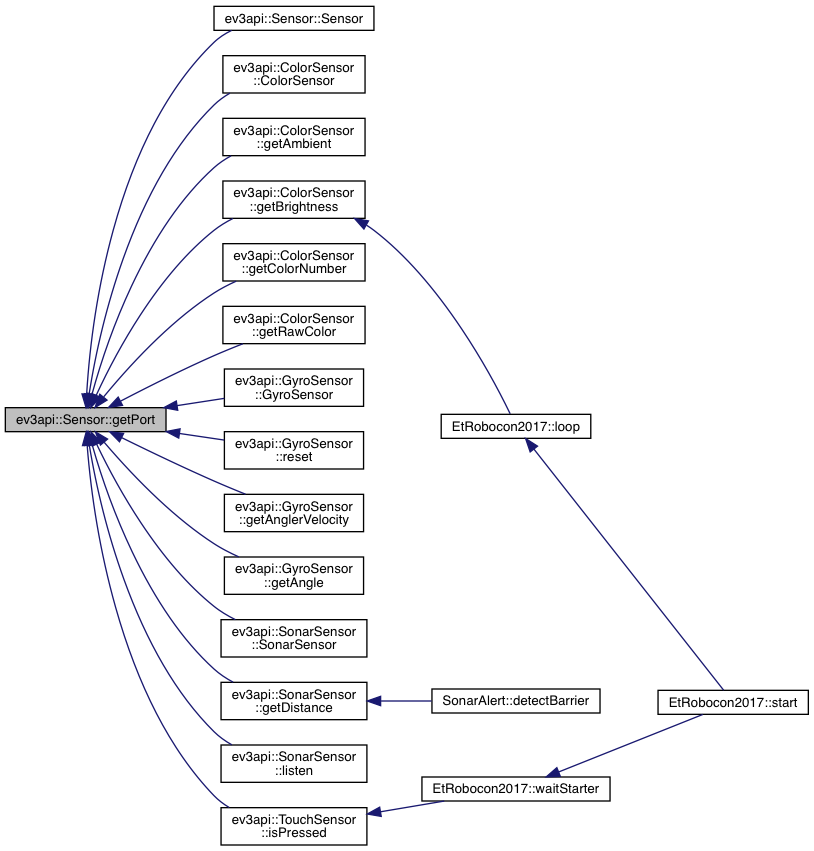 ev3api::Sensor::Sensor
ev3api::ColorSensor
::ColorSensor
ev3api::ColorSensor
::getAmbient
ev3api::ColorSensor
::getBrightness
ev3api::ColorSensor
::getColorNumber
ev3api::ColorSensor
::getRawColor
ev3api::GyroSensor
::GyroSensor
ev3api::Sensor::getPort
EtRobocon2017::loop
ev3api::GyroSensor
::reset
ev3api::GyroSensor
::getAnglerVelocity
ev3api::GyroSensor
::getAngle
ev3api::SonarSensor
::SonarSensor
ev3api::SonarSensor
::getDistance
SonarAlert::detectBarrier
EtRobocon2017::start
ev3api::SonarSensor
::listen
EtRobocon2017::waitStarter
ev3api::TouchSensor
::isPressed